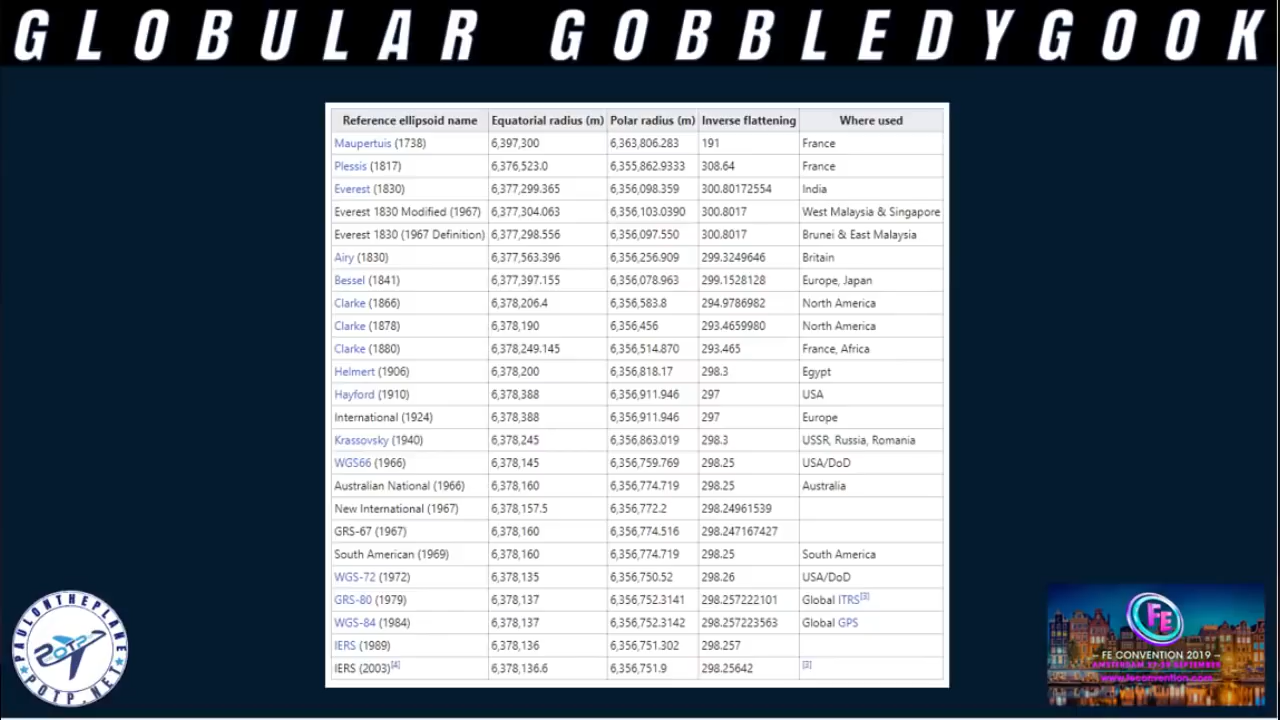 GLOBULAR GOBBLEDYGOOK
Reference ellipsoid name Equatorial radius (m) Polar radius (m) Inverse flattening Where used
Maupertuis (1738) 6,397,300 6,363,806.283 191 France
Plessis (1817) 6,376,523.0 6,355,862.9333 308.64 France
Everest (1830) 6,377,299.365 6,356,098.359 300.80172554 India
Everest 1830 Modified (1967) 6,377,304.063 6,356,103.0390 300.8017 West Malaysia & Singapore
Everest 1830 (1967 Definition) 6,377,298.556 6,356,097.550 300.8017 Brunei & East Malaysia
Airy (1830) 6,377,563.396 6,356,256.909 299.3249646 Britain
Bessel (1841) 6,377,397.155 6,356,078.963 299.1528128 Europe, Japan
Clarke (1866) 6,378,206.4 6,356,583.8 294.9786982 North America
Clarke (1878) 6,378,190 6,356,456 293.4659980 North America
Clarke (1880) 6,378,249.145 6,356,514.870 293.465 France, Africa
Helmert (1906) 6,378,200 6,356,818.17 298.3 Egypt
Hayford (1910) 6,378,388 6,356,911.946 297 USA
International (1924) 6,378,388 6,356,911.946 297 Europe
Krassovsky (1940) 6,378,245 6,356,863.019 298.3 USSR, Russia, Romania
WGS66 (1966) 6,378,145 6,356,759.769 298.25 USA/DoD
Australian National (1966) 6,378,160 6,356,774.719 298.25 Australia
New International (1967) 6,378,157.5 6,356,772.2 298.24961539
GRS-67 (1967) 6,378,160 6,356,774.516 298.247167427
South American (1969) 6,378,160 6,356,774.719 298.25 South America
WGS-72 (1972) 6,378,135 6,356,750.52 298.26 USA/DoD
GRS-80 (1979) 6,378,137 6,356,752.3141 298.257222101 Global ITRS[3]
WGS-84 (1984) 6,378,137 6,356,752.3142 298.257223563 Global GPS
IERS (1989) 6,378,136 6,356,751.302 298.257
IERS (2003)[4] 6,378,136.6 6,356,751.9 298.25642 [3]
PAULONTHEPLANE
POTP
POTP.NET
FE
FE CONVENTION 2019
AMSTERDAM SEPTEMBER
www.feconvention.com